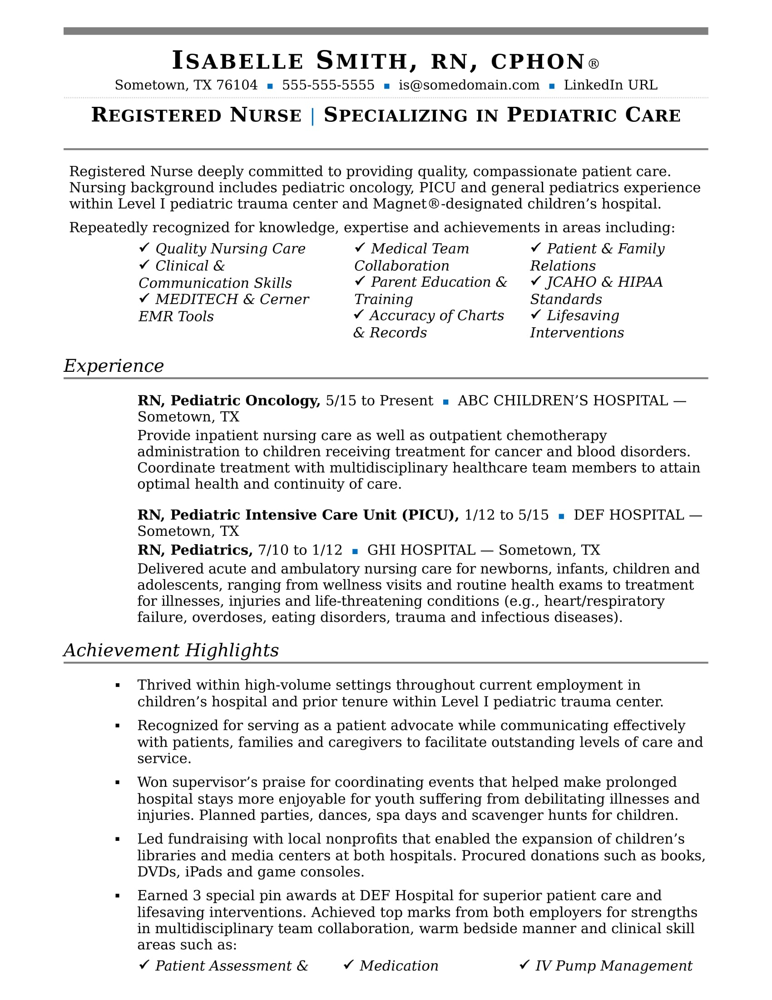 ISABELLE SMITH, RN, CPHON®
Sometown, TX 76104 ▪ 555-555-5555 ▪ is@somedomain.com ▪ LinkedIn URL
REGISTERED NURSE | SPECIALIZING IN PEDIATRIC CARE
Registered Nurse deeply committed to providing quality, compassionate patient care.
Nursing background includes pediatric oncology, PICU and general pediatrics experience
within Level I pediatric trauma center and Magnet®-designated children’s hospital.
Repeatedly recognized for knowledge, expertise and achievements in areas including:
✓ Quality Nursing Care
✓ Clinical &
Communication Skills
✓ MEDITECH & Cerner
EMR Tools
✓ Medical Team
Collaboration
✓ Parent Education &
Training
✓ Accuracy of Charts
& Records
✓ Patient & Family
Relations
✓ JCAHO & HIPAA
Standards
✓ Lifesaving
Interventions
Experience
RN, Pediatric Oncology, 5/15 to Present ▪ ABC CHILDREN’S HOSPITAL —
Sometown, TX
Provide inpatient nursing care as well as outpatient chemotherapy
administration to children receiving treatment for cancer and blood disorders.
Coordinate treatment with multidisciplinary healthcare team members to attain
optimal health and continuity of care.
RN, Pediatric Intensive Care Unit (PICU), 1/12 to 5/15 ▪ DEF HOSPITAL —
Sometown, TX
RN, Pediatrics, 7/10 to 1/12 ▪ GHI HOSPITAL — Sometown, TX
Delivered acute and ambulatory nursing care for newborns, infants, children and
adolescents, ranging from wellness visits and routine health exams to treatment
for illnesses, injuries and life-threatening conditions (e.g., heart/respiratory
failure, overdoses, eating disorders, trauma and infectious diseases).
Achievement Highlights
▪ Thrived within high-volume settings throughout current employment in
children’s hospital and prior tenure within Level I pediatric trauma center.
▪ Recognized for serving as a patient advocate while communicating effectively
with patients, families and caregivers to facilitate outstanding levels of care and
service.
▪ Won supervisor’s praise for coordinating events that helped make prolonged
hospital stays more enjoyable for youth suffering from debilitating illnesses and
injuries. Planned parties, dances, spa days and scavenger hunts for children.
▪ Led fundraising with local nonprofits that enabled the expansion of children’s
libraries and media centers at both hospitals. Procured donations such as books,
DVDs, iPads and game consoles.
▪ Earned 3 special pin awards at DEF Hospital for superior patient care and
lifesaving interventions. Achieved top marks from both employers for strengths
in multidisciplinary team collaboration, warm bedside manner and clinical skill
areas such as:
✓ Patient Assessment & ✓ Medication ✓ IV Pump Management